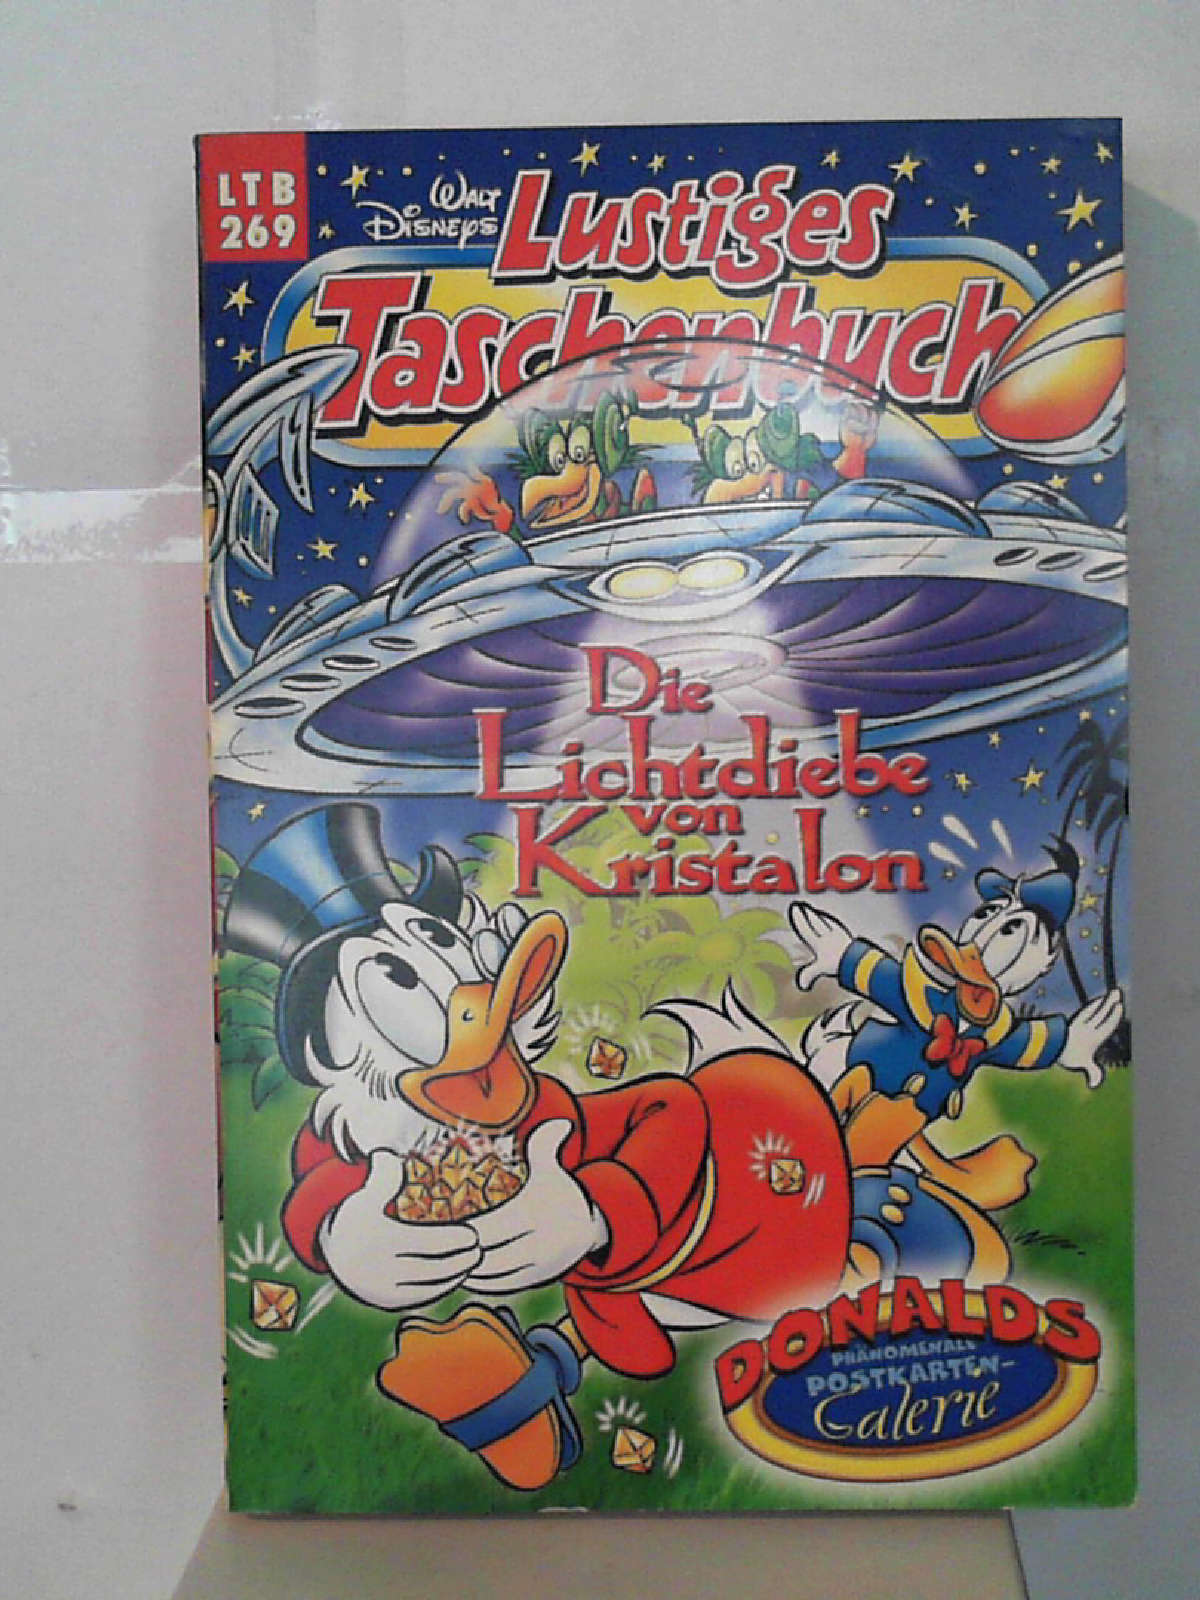 LTB
269
WALT
DISNEYS
Lustiges
Taschenbuch
Die
Lichtdiebe
von
Kristalon
DONALDS
PHÄNOMENALE
POSTKARTEN-
Galerie